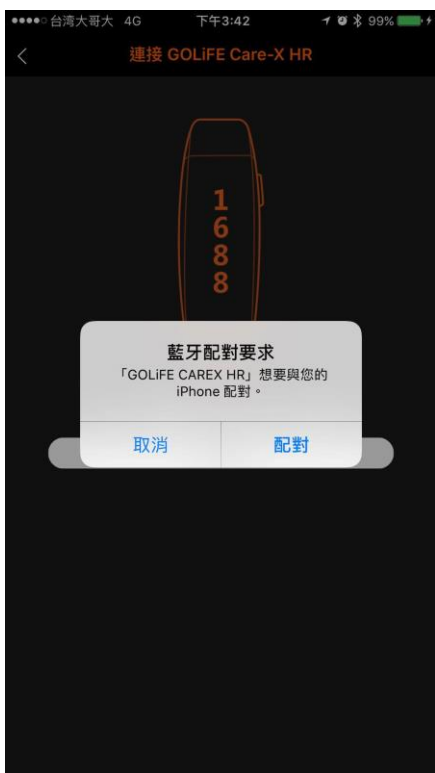 台湾大哥大 4G 下午3:42 99%
連接 GOLiFE Care-X HR
1
6
8
8
藍牙配對要求
「GOLiFE CAREX HR」想要與您的
iPhone 配對。
取消 配對